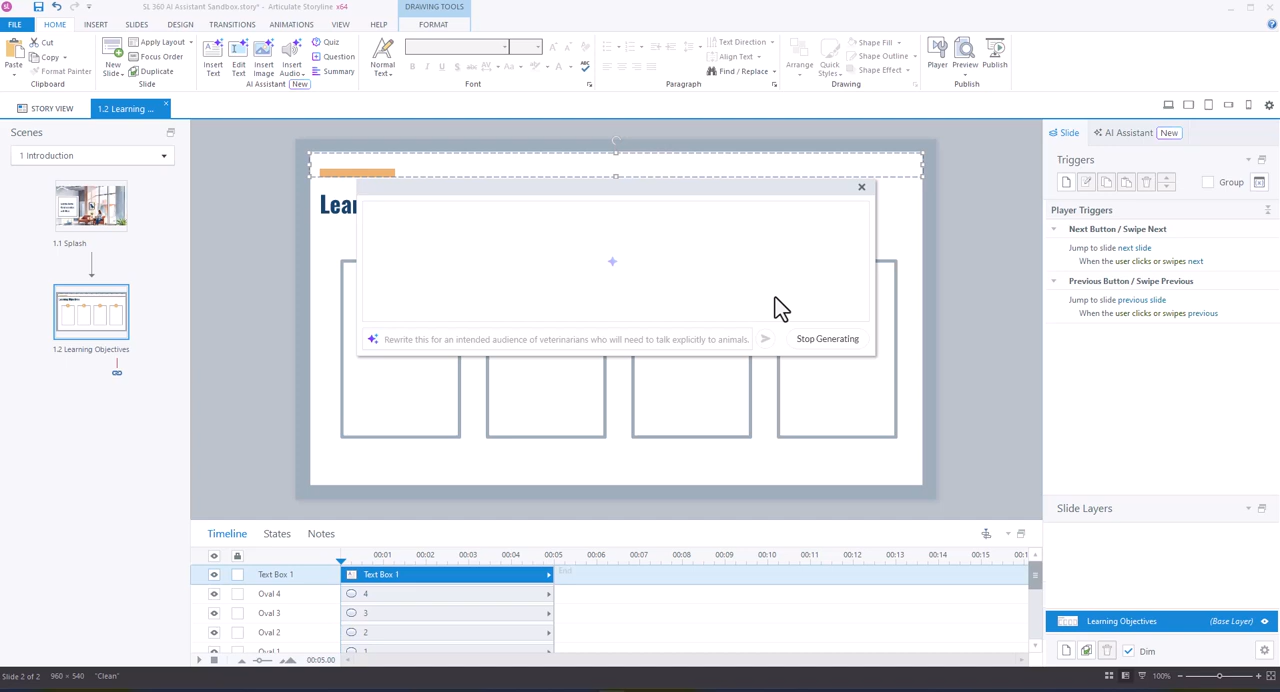 SL 360 AI Assistant Sandbox.story* - Articulate Storyline x64
DRAWING TOOLS
FILE HOME INSERT SLIDES DESIGN TRANSITIONS ANIMATIONS VIEW HELP FORMAT
Paste
Cut
Copy
Format Painter
Clipboard
New Slide
Apply Layout
Focus Order
Duplicate
Slide
Insert Text
Edit Text
Insert Image
Insert Audio
Quiz
Question
Summary
AI Assistant New
Normal Text
Font
Text Direction
Align Text
Find / Replace
Paragraph
Arrange
Quick Styles
Shape Fill
Shape Outline
Shape Effect
Drawing
Player
Preview
Publish
Publish
STORY VIEW
1.2 Learning ...
Scenes
1 Introduction
1.1 Splash
1.2 Learning Objectives
Lear
Rewrite this for an intended audience of veterinarians who will need to talk explicitly to animals.
Stop Generating
Slide
AI Assistant New
Triggers
Group
Player Triggers
Next Button / Swipe Next
Jump to slide next slide
When the user clicks or swipes next
Previous Button / Swipe Previous
Jump to slide previous slide
When the user clicks or swipes previous
Slide Layers
Learning Objectives (Base Layer)
Dim
Timeline States Notes
00:01 00:02 00:03 00:04 00:05 00:06 00:07 00:08 00:09 00:10 00:11 00:12 00:13 00:14 00:15
Text Box 1 Text Box 1 End
Oval 4 4
Oval 3 3
Oval 2 2
Oval 1 1
00:05.00
Slide 2 of 2 960 × 540 "Clean"
100%